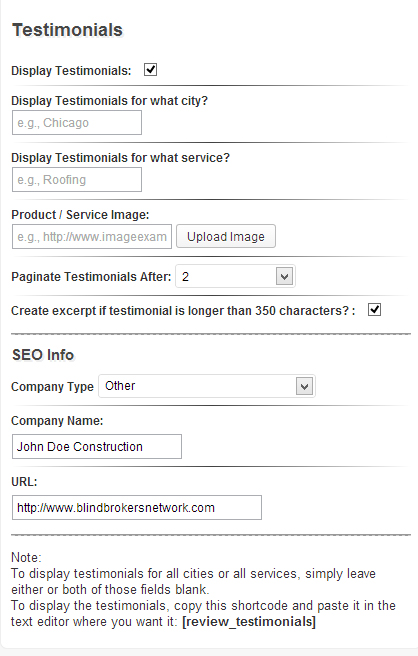 Testimonials
Display Testimonials:
Display Testimonials for what city?
e.g., Chicago
Display Testimonials for what service?
e.g., Roofing
Product / Service Image:
e.g., http://www.imageexam Upload Image
Paginate Testimonials After: 2
Create excerpt if testimonial is longer than 350 characters? :
SEO Info
Company Type Other
Company Name:
John Doe Construction
URL:
http://www.blindbrokersnetwork.com
Note:
To display testimonials for all cities or all services, simply leave
either or both of those fields blank.
To display the testimonials, copy this shortcode and paste it in the
text editor where you want it: [review_testimonials]